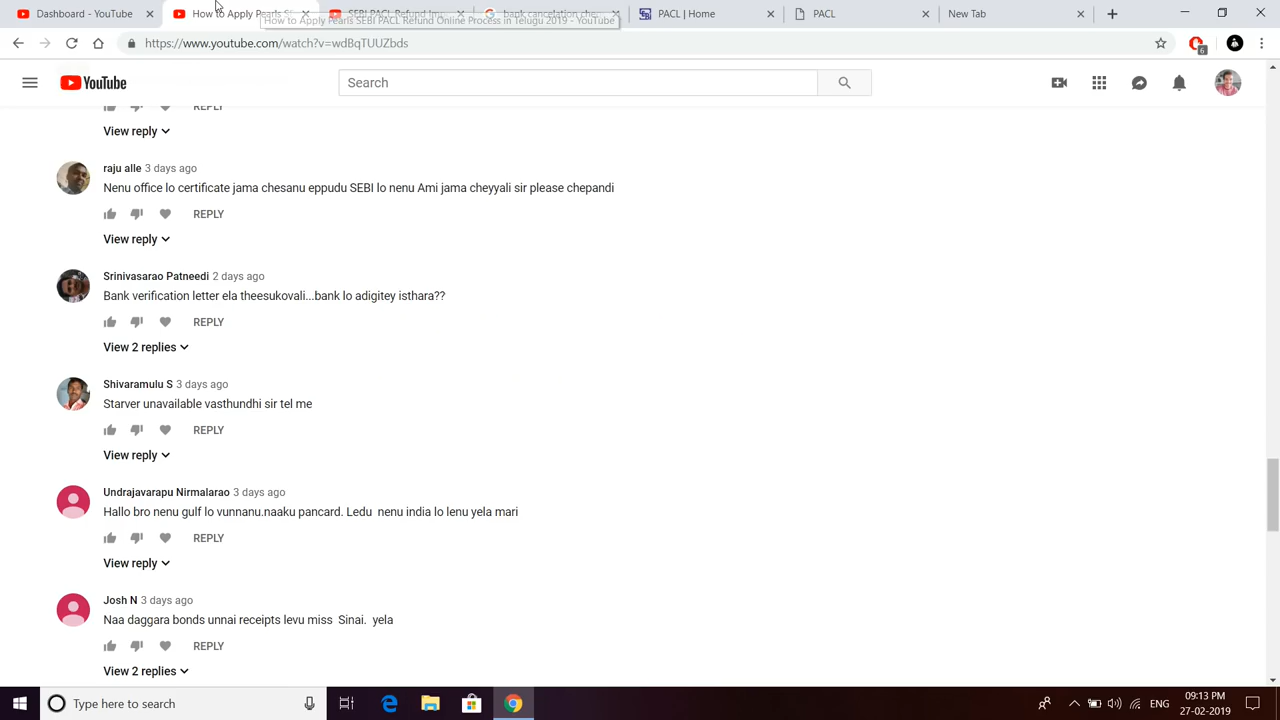 Dashboard - YouTube
How to Apply Pearls SE
SEBI PACL Refund Imp
bank cancelation che
PACL | Home
PACL
New Tab
How to Apply Pearls SEBI PACL Refund Online Process in Telugu 2019 - YouTube
https://www.youtube.com/watch?v=wdBqTUUZbds
6
YouTube
Search
REPLY
View reply
raju alle 3 days ago
Nenu office lo certificate jama chesanu eppudu SEBI lo nenu Ami jama cheyyali sir please chepandi
REPLY
View reply
Srinivasarao Patneedi 2 days ago
Bank verification letter ela theesukovali...bank lo adigitey isthara??
REPLY
View 2 replies
Shivaramulu S 3 days ago
Starver unavailable vasthundhi sir tel me
REPLY
View reply
Undrajavarapu Nirmalarao 3 days ago
Hallo bro nenu gulf lo vunnanu.naaku pancard. Ledu nenu india lo lenu yela mari
REPLY
View reply
Josh N 3 days ago
Naa daggara bonds unnai receipts levu miss Sinai. yela
REPLY
View 2 replies
Type here to search
ENG
09:13 PM
27-02-2019